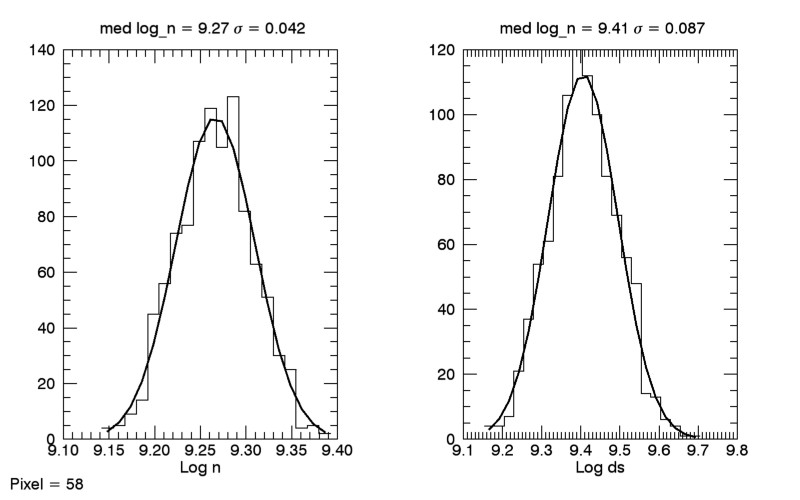 med log_n = 9.27 σ = 0.042
140
120
100
80
60
40
20
0
9.10 9.15 9.20 9.25 9.30 9.35 9.40
Log n
med log_n = 9.41 σ = 0.087
120
100
80
60
40
20
0
9.1 9.2 9.3 9.4 9.5 9.6 9.7 9.8
Log ds
Pixel = 58